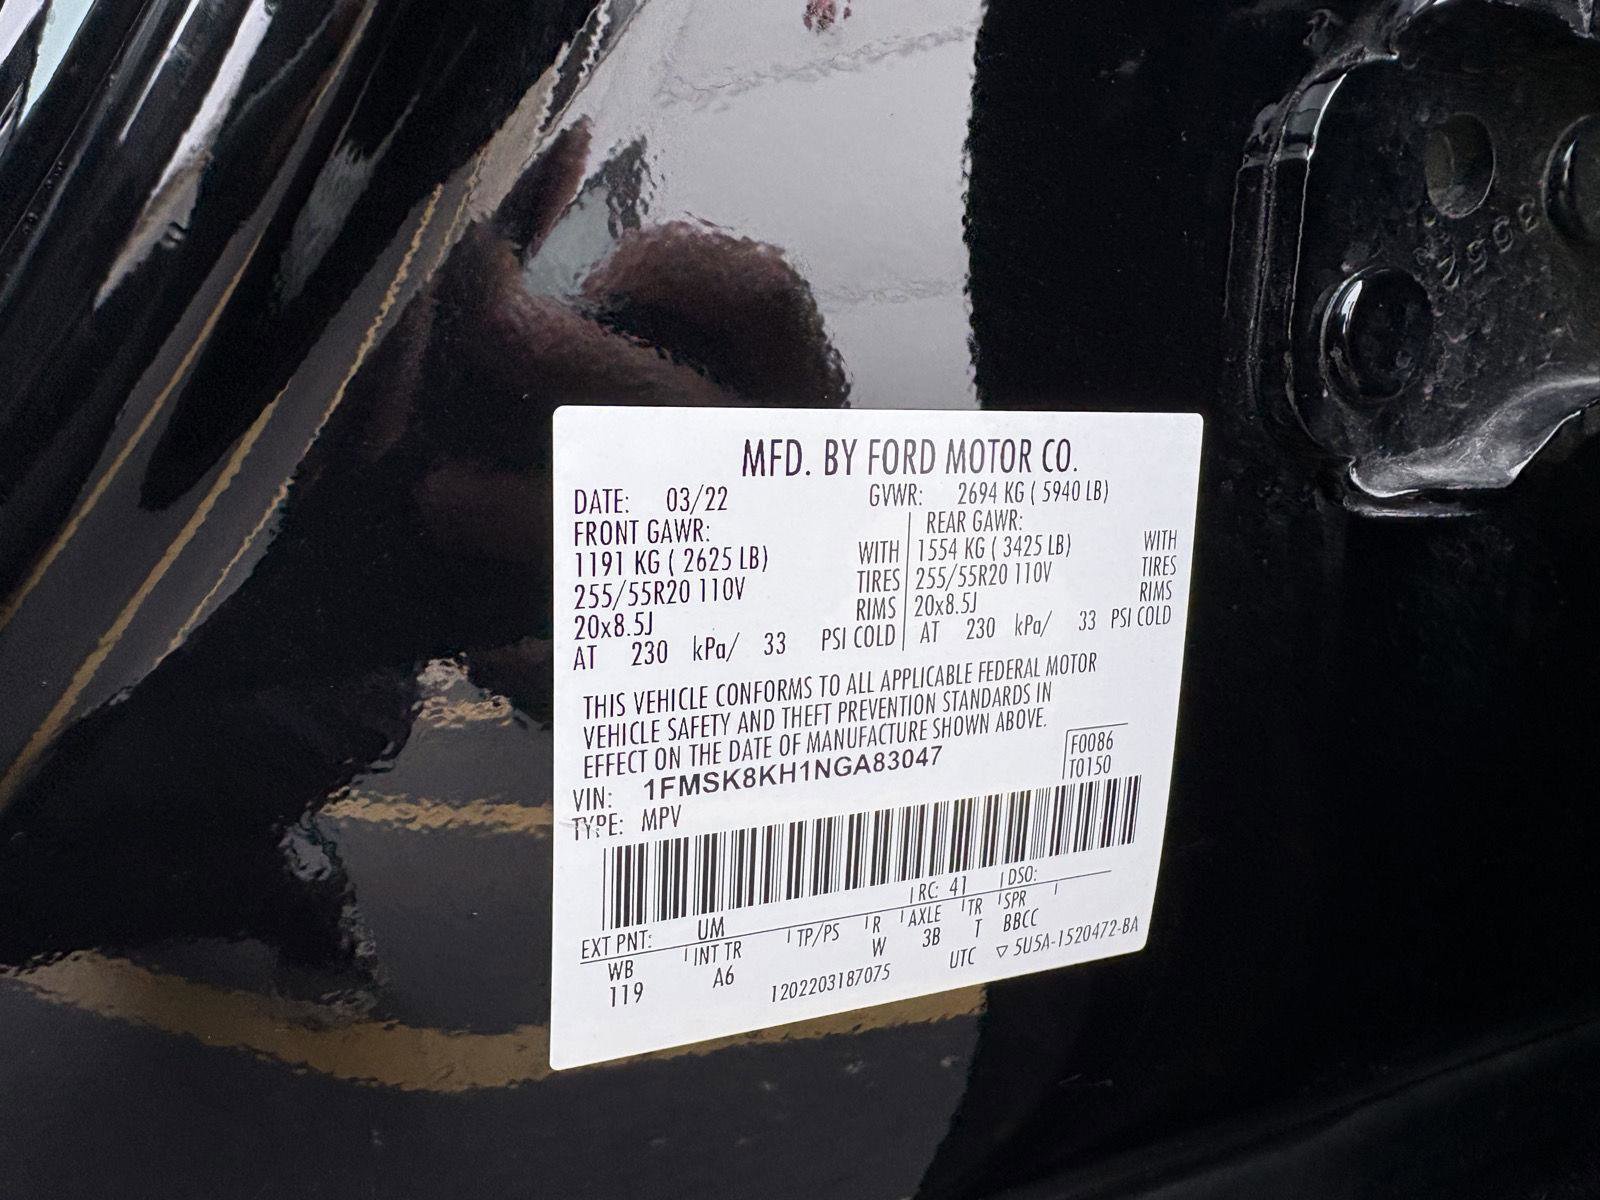 MFD. BY FORD MOTOR CO.
DATE: 03/22 GVWR: 2694 KG ( 5940 LB)
FRONT GAWR: REAR GAWR:
1191 KG ( 2625 LB) WITH 1554 KG ( 3425 LB) WITH
255/55R20 110V TIRES 255/55R20 110V TIRES
20x8.5J RIMS 20x8.5J RIMS
AT 230 kPa/ 33 PSI COLD AT 230 kPa/ 33 PSI COLD
THIS VEHICLE CONFORMS TO ALL APPLICABLE FEDERAL MOTOR
VEHICLE SAFETY AND THEFT PREVENTION STANDARDS IN
EFFECT ON THE DATE OF MANUFACTURE SHOWN ABOVE.
VIN: 1FMSK8KH1NGA83047 F0086
TYPE: MPV T0150
EXT PNT: UM RC: 41 DSO:
WB INT TR TP/PS R AXLE TR SPR
119 A6 W 3B T BBCC
1202203187075 UTC ▽ 5U5A-1520472-BA